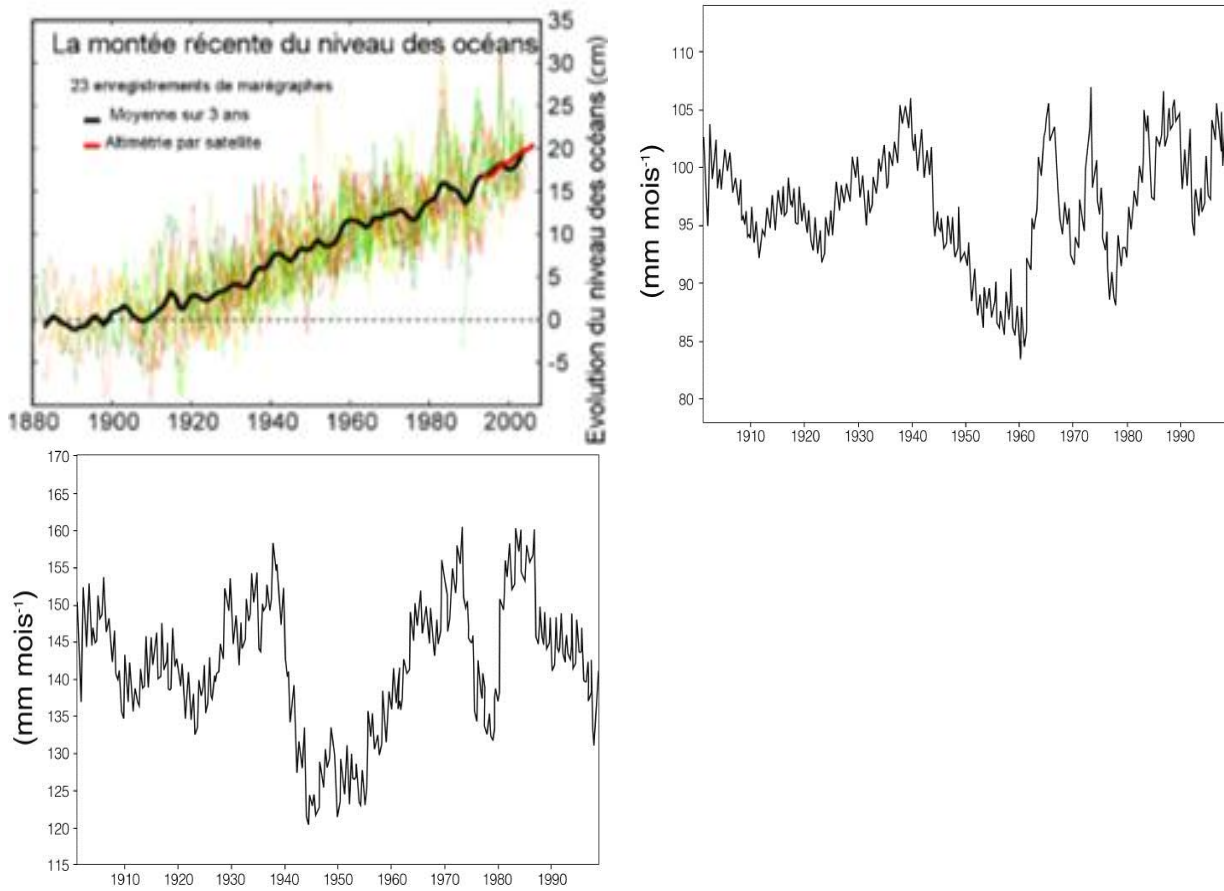 La montée récente du niveau des océans
23 enregistrements de marégraphes
Moyenne sur 3 ans
Altimétrie par satellite
35
30
25
20
15
10
5
0
-5
Evolution du niveau des océans (cm)
1880 1900 1920 1940 1960 1980 2000
(mm mois⁻¹)
110
105
100
95
90
85
80
1910 1920 1930 1940 1950 1960 1970 1980 1990
(mm mois⁻¹)
170
165
160
155
150
145
140
135
130
125
120
115
1910 1920 1930 1940 1950 1960 1970 1980 1990